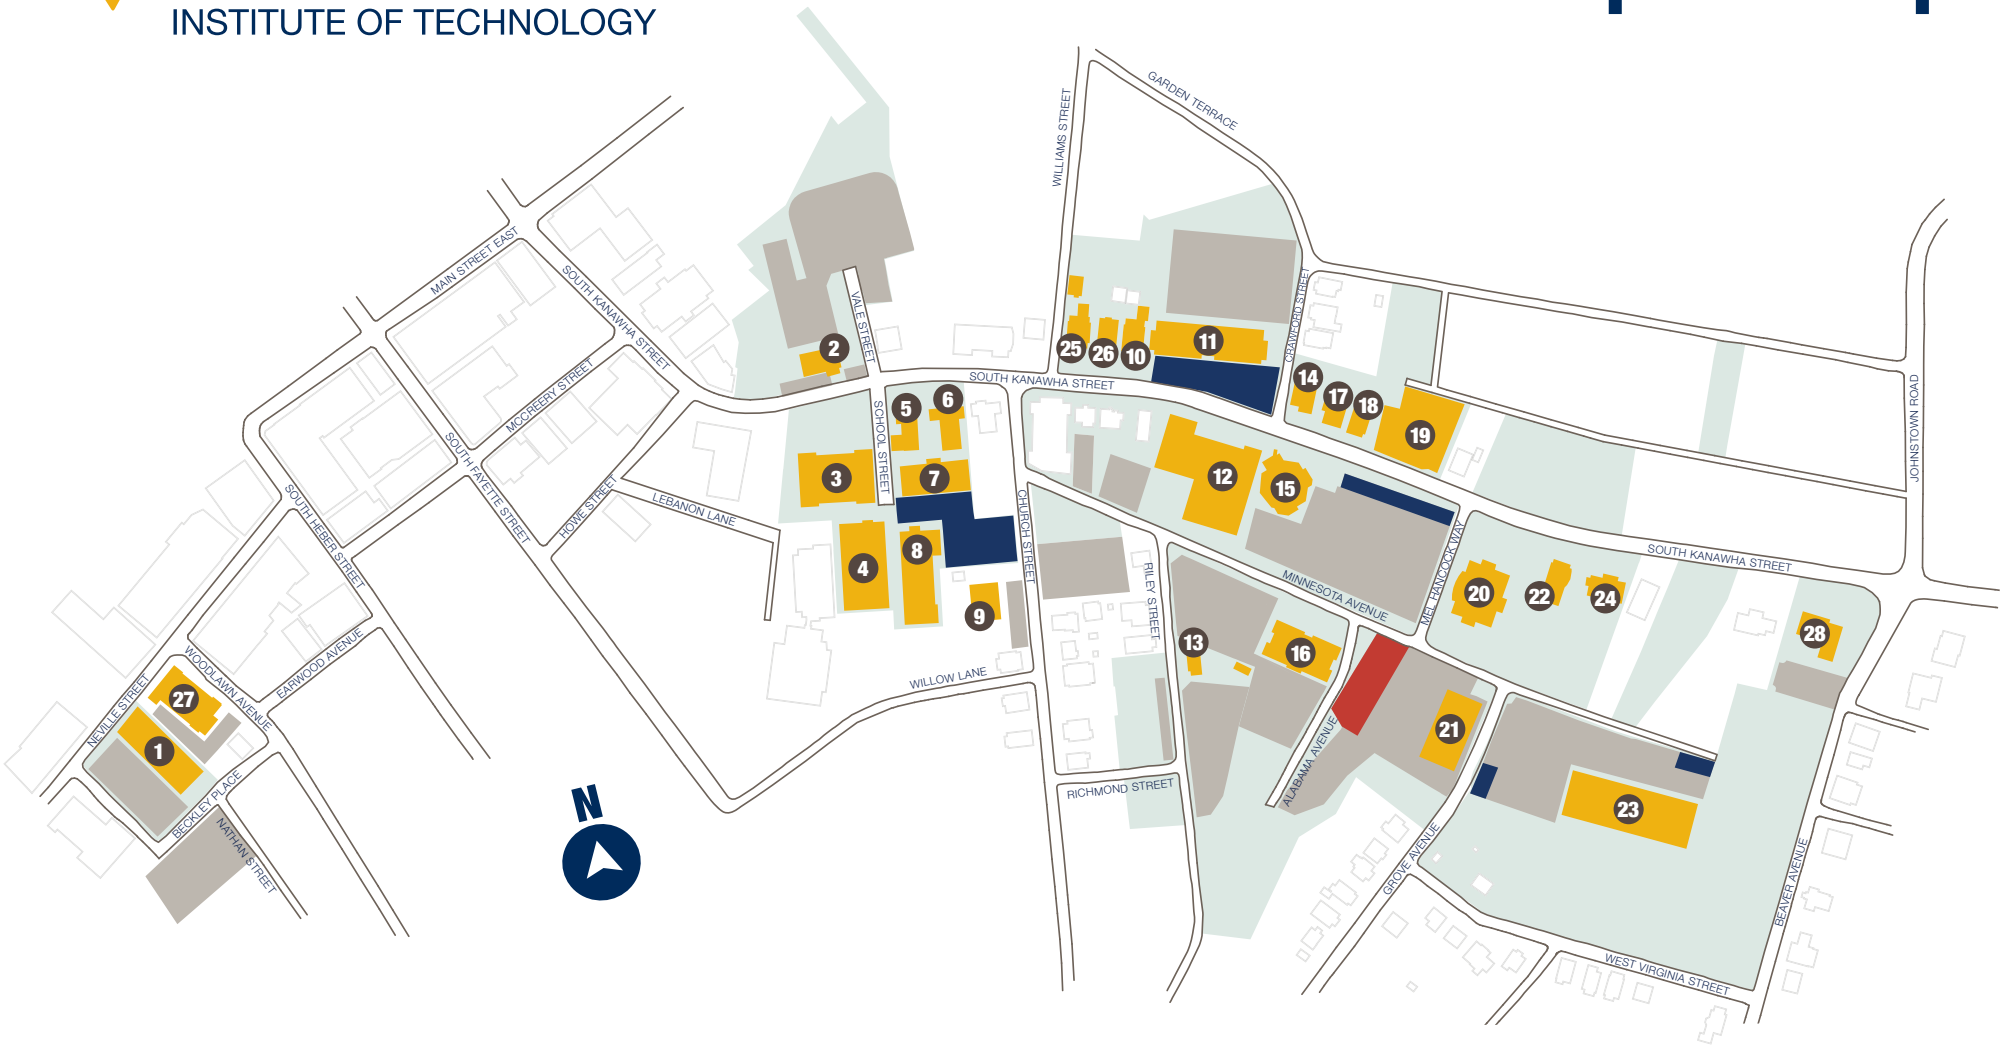 INSTITUTE OF TECHNOLOGY
GARDEN TERRACE
WILLIAMS STREET
MAIN STREET EAST
SOUTH KANAWHA STREET
VALE STREET
CRAWFORD STREET
2
25
26
10
11
SOUTH KANAWHA STREET
14
17
18
19
JOHNSTOWN ROAD
MCCREERY STREET
5
6
SCHOOL STREET
3
7
12
15
SOUTH FAYETTE STREET
SOUTH HEBER STREET
HOWE STREET
LEBANON LANE
CHURCH STREET
4
8
9
RILEY STREET
MINNESOTA AVENUE
MEL HANCOCK WAY
SOUTH KANAWHA STREET
20
22
24
28
13
16
WOODLAWN AVENUE
EARWOOD AVENUE
WILLOW LANE
NEVILLE STREET
27
1
21
ALABAMA AVENUE
RICHMOND STREET
23
BECKLEY PLACE
NATHAN STREET
N
GROVE AVENUE
BEAVER AVENUE
WEST VIRGINIA STREET